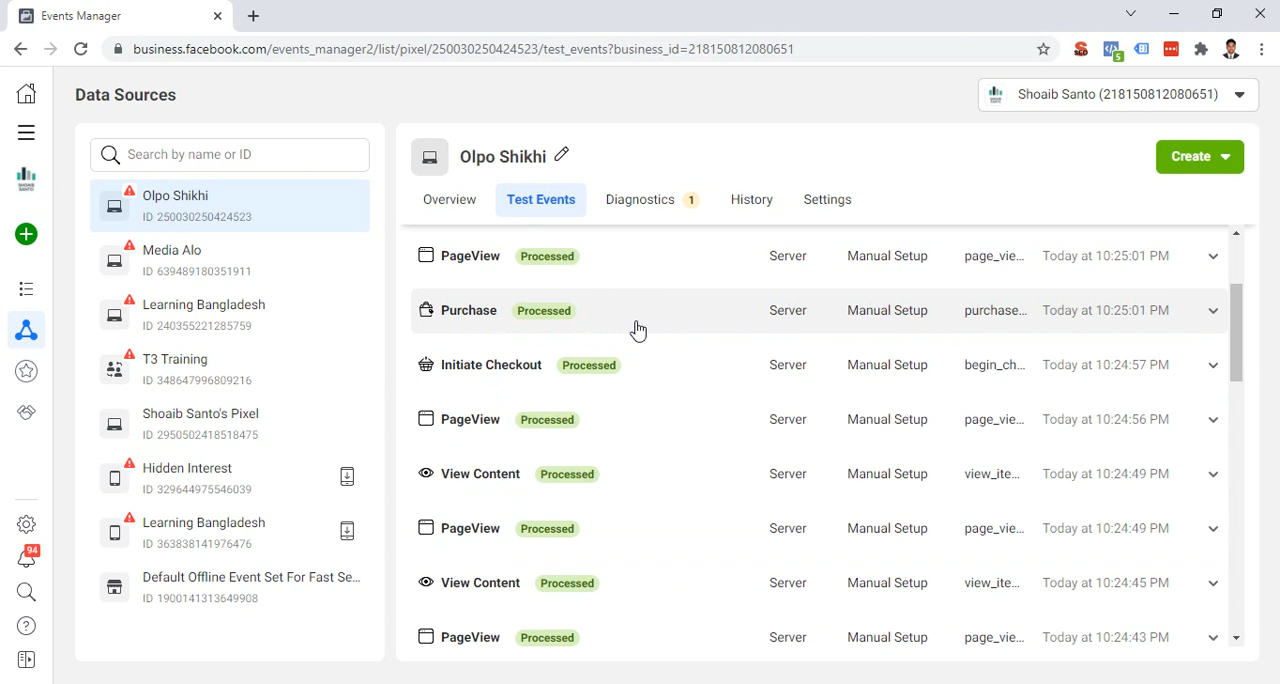 Events Manager
business.facebook.com/events_manager2/list/pixel/250030250424523/test_events?business_id=218150812080651
5
Data Sources
Shoaib Santo (218150812080651)
Search by name or ID
Olpo Shikhi
ID 250030250424523
Media Alo
ID 639489180351911
Learning Bangladesh
ID 240355221285759
T3 Training
ID 348647996809216
Shoaib Santo's Pixel
ID 2950502418518475
Hidden Interest
ID 329644975546039
Learning Bangladesh
ID 363838141976476
Default Offline Event Set For Fast Se...
ID 1900141313649908
94
Olpo Shikhi
Create
Overview Test Events Diagnostics 1 History Settings
PageView Processed Server Manual Setup page_vie... Today at 10:25:01 PM
Purchase Processed Server Manual Setup purchase... Today at 10:25:01 PM
Initiate Checkout Processed Server Manual Setup begin_ch... Today at 10:24:57 PM
PageView Processed Server Manual Setup page_vie... Today at 10:24:56 PM
View Content Processed Server Manual Setup view_ite... Today at 10:24:49 PM
PageView Processed Server Manual Setup page_vie... Today at 10:24:49 PM
View Content Processed Server Manual Setup view_ite... Today at 10:24:45 PM
PageView Processed Server Manual Setup page_vie... Today at 10:24:43 PM